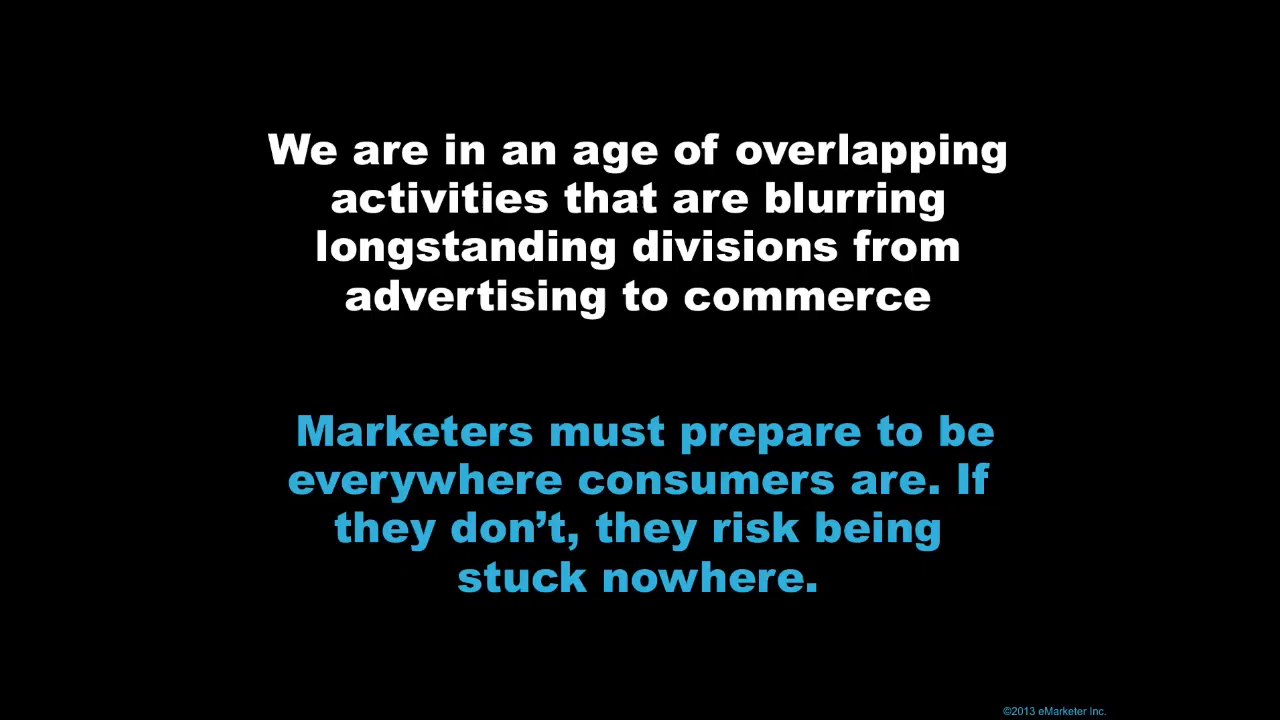 We are in an age of overlapping
activities that are blurring
longstanding divisions from
advertising to commerce
Marketers must prepare to be
everywhere consumers are. If
they don’t, they risk being
stuck nowhere.
©2013 eMarketer Inc.